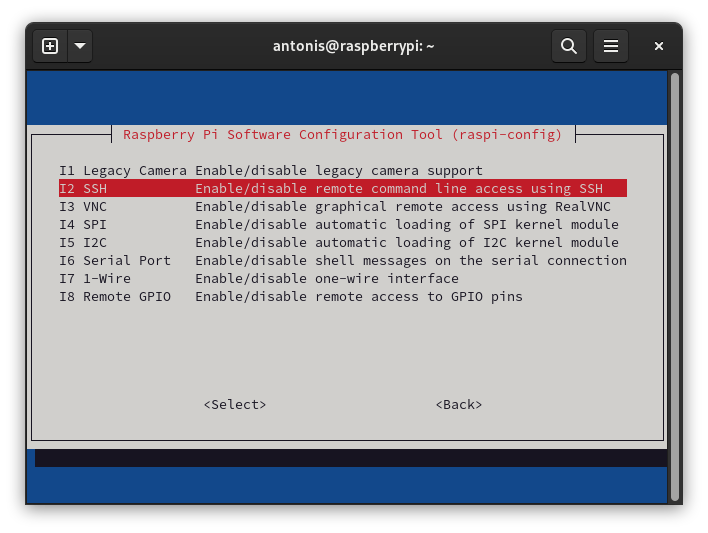 antonis@raspberrypi: ~
Raspberry Pi Software Configuration Tool (raspi-config)
I1 Legacy Camera Enable/disable legacy camera support
I2 SSH Enable/disable remote command line access using SSH
I3 VNC Enable/disable graphical remote access using RealVNC
I4 SPI Enable/disable automatic loading of SPI kernel module
I5 I2C Enable/disable automatic loading of I2C kernel module
I6 Serial Port Enable/disable shell messages on the serial connection
I7 1-Wire Enable/disable one-wire interface
I8 Remote GPIO Enable/disable remote access to GPIO pins
<Select> <Back>